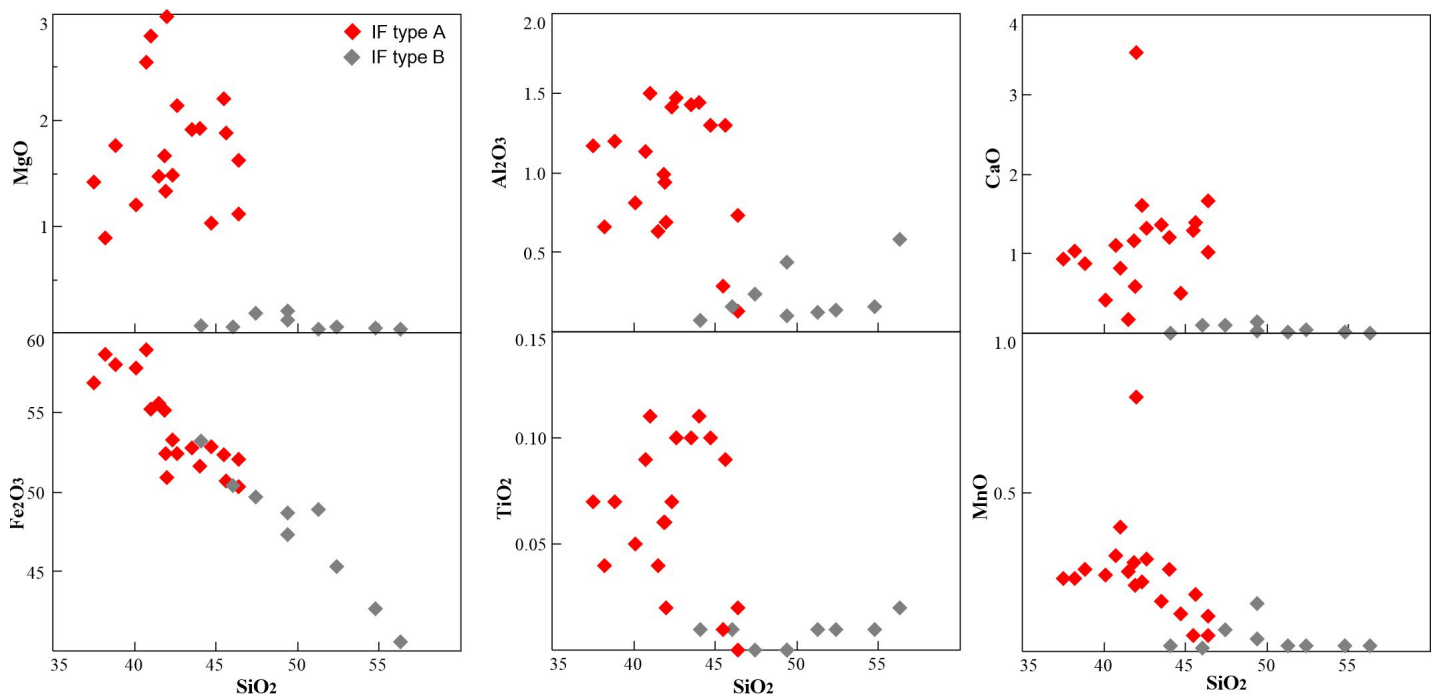 3
2
1
MgO
IF type A
IF type B
2.0
1.5
1.0
0.5
Al₂O₃
4
3
2
1
CaO
60
55
50
45
Fe₂O₃
35 40 45 50 55
SiO₂
0.15
0.10
0.05
TiO₂
35 40 45 50 55
SiO₂
1.0
0.5
MnO
35 40 45 50 55
SiO₂